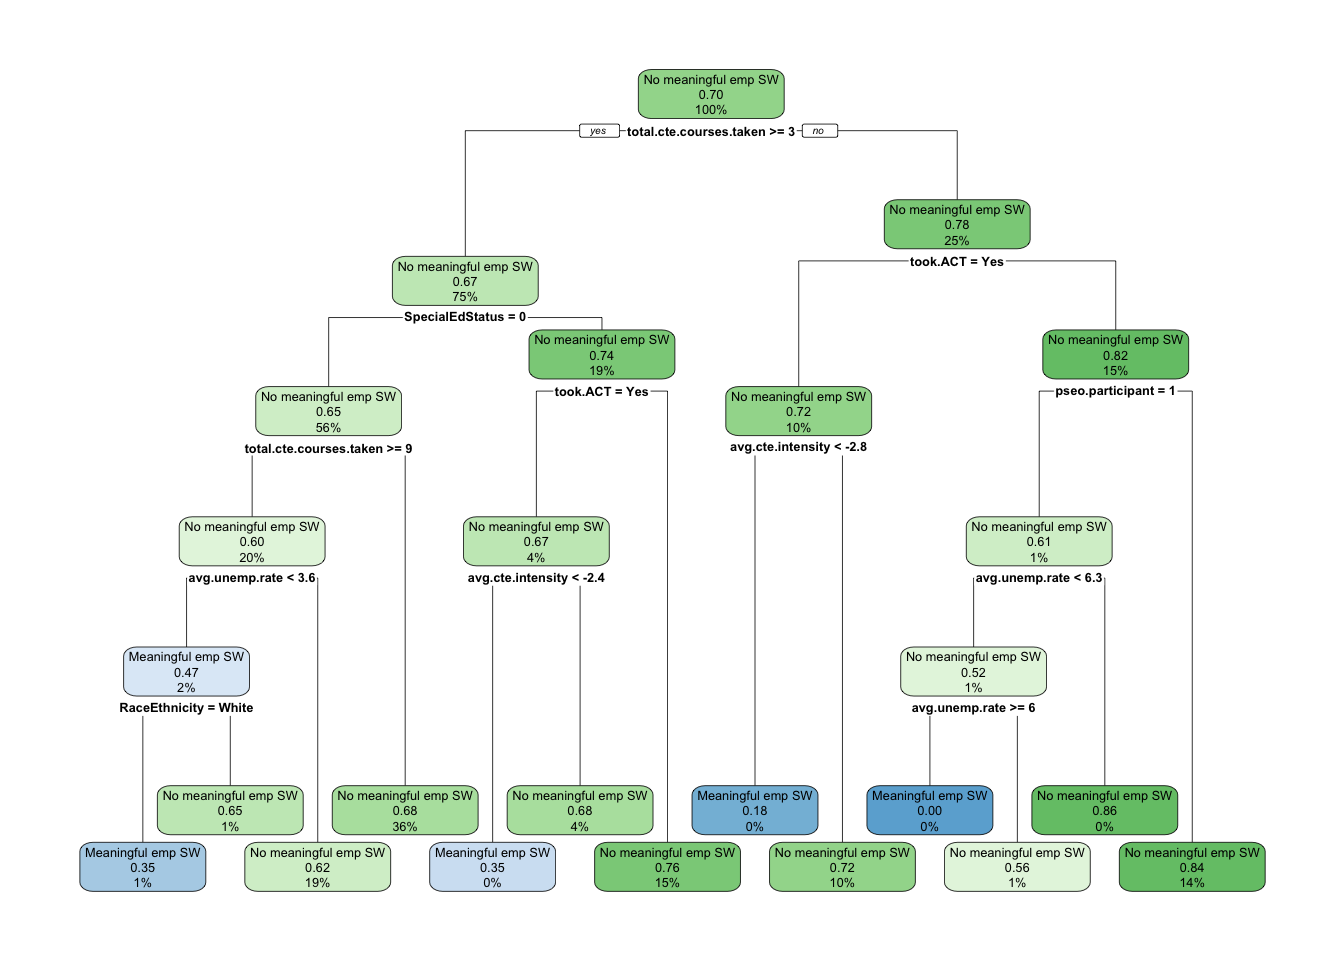 No meaningful emp SW
0.70
100%
yes
total.cte.courses.taken >= 3
no
No meaningful emp SW
0.78
25%
took.ACT = Yes
No meaningful emp SW
0.67
75%
SpecialEdStatus = 0
No meaningful emp SW
0.74
19%
took.ACT = Yes
No meaningful emp SW
0.82
15%
pseo.participant = 1
No meaningful emp SW
0.65
56%
total.cte.courses.taken >= 9
No meaningful emp SW
0.72
10%
avg.cte.intensity < -2.8
No meaningful emp SW
0.60
20%
avg.unemp.rate < 3.6
No meaningful emp SW
0.67
4%
avg.cte.intensity < -2.4
No meaningful emp SW
0.61
1%
avg.unemp.rate < 6.3
Meaningful emp SW
0.47
2%
RaceEthnicity = White
No meaningful emp SW
0.52
1%
avg.unemp.rate >= 6
No meaningful emp SW
0.65
1%
No meaningful emp SW
0.68
36%
No meaningful emp SW
0.68
4%
Meaningful emp SW
0.18
0%
Meaningful emp SW
0.00
0%
No meaningful emp SW
0.86
0%
Meaningful emp SW
0.35
1%
No meaningful emp SW
0.62
19%
Meaningful emp SW
0.35
0%
No meaningful emp SW
0.76
15%
No meaningful emp SW
0.72
10%
No meaningful emp SW
0.56
1%
No meaningful emp SW
0.84
14%